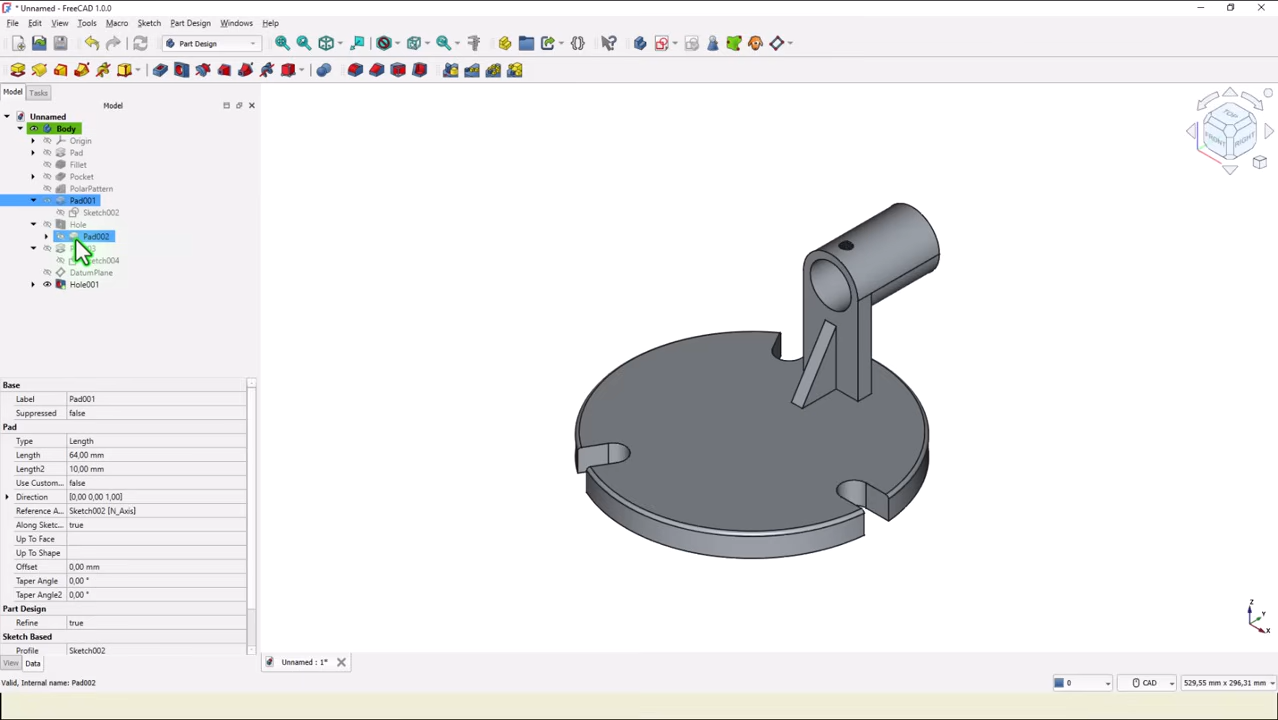 * Unnamed - FreeCAD 1.0.0
File Edit View Tools Macro Sketch Part Design Windows Help
Part Design
Model Tasks
Model
Unnamed
Body
Origin
Pad
Fillet
Pocket
PolarPattern
Pad001
Sketch002
Hole
Pad002
DatumPlane
Hole001
Base
Label Pad001
Suppressed false
Pad
Type Length
Length 64,00 mm
Length2 10,00 mm
Use Custom... false
Direction [0,00 0,00 1,00]
Reference A... Sketch002 [N_Axis]
Along Sketc... true
Up To Face
Up To Shape
Offset 0,00 mm
Taper Angle 0,00 °
Taper Angle2 0,00 °
Part Design
Refine true
Sketch Based
Profile Sketch002
View Data
Unnamed : 1*
Valid, Internal name: Pad002
0 CAD 529,55 mm x 296,31 mm
TOP
FRONT
RIGHT
Z
Y
X